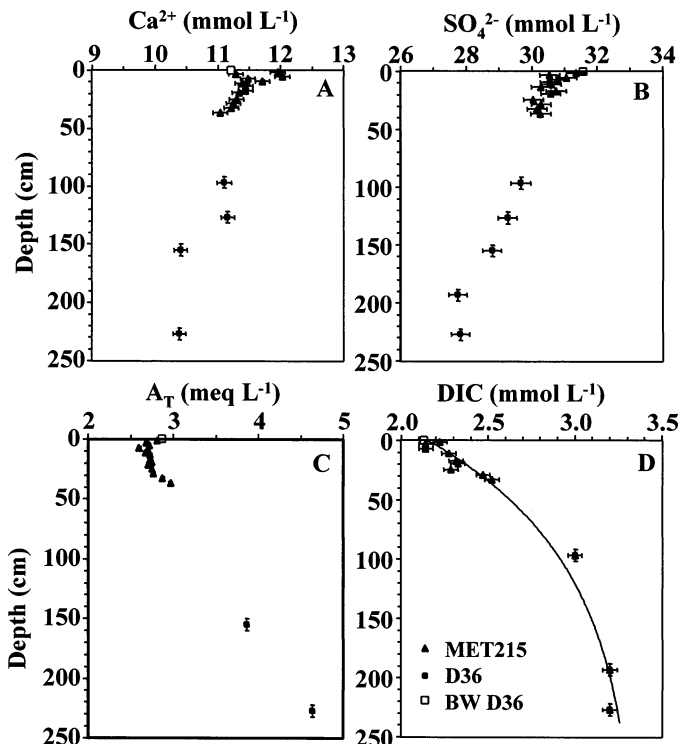 Ca²⁺ (mmol L⁻¹)
9 10 11 12 13
SO₄²⁻ (mmol L⁻¹)
26 28 30 32 34
Depth (cm)
0
50
100
150
200
250
A
0
50
100
150
200
250
B
A_T (meq L⁻¹)
2 3 4 5
DIC (mmol L⁻¹)
2.0 2.5 3.0 3.5
Depth (cm)
0
50
100
150
200
250
C
0
50
100
150
200
250
D
MET215
D36
BW D36